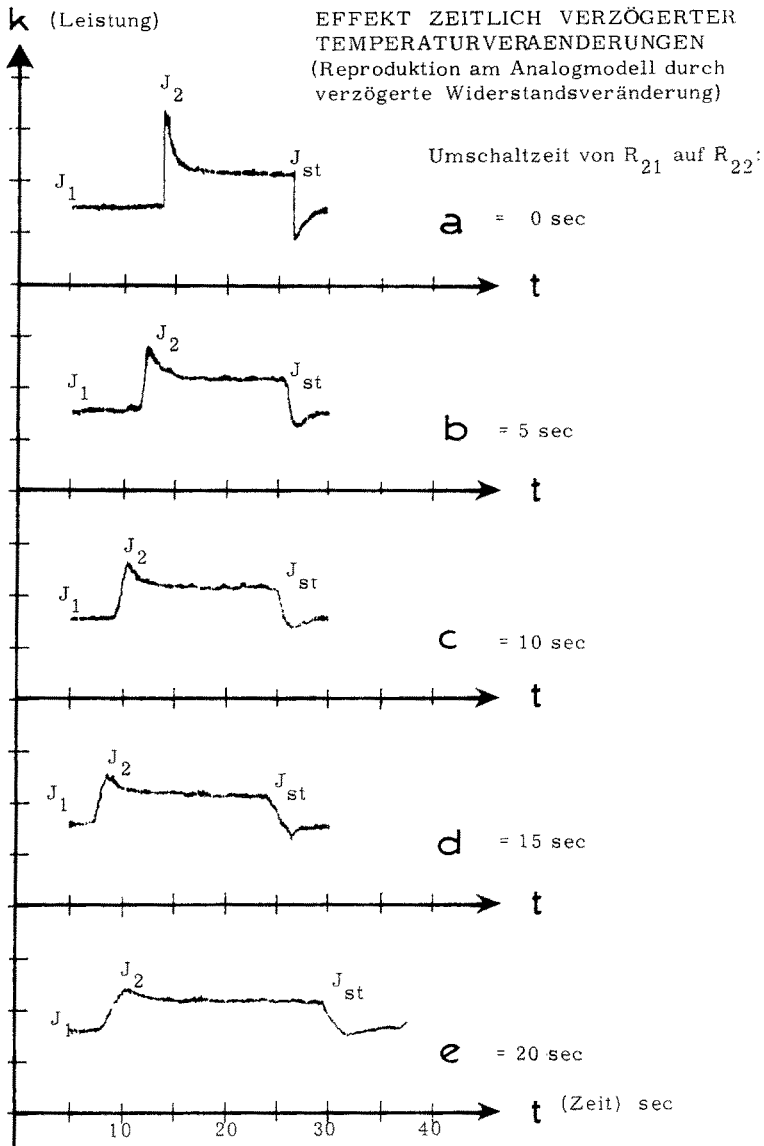 k (Leistung)
EFFEKT ZEITLICH VERZÖGERTER
TEMPERATURVERAENDERUNGEN
(Reproduktion am Analogmodell durch
verzögerte Widerstandsveränderung)
Umschaltzeit von R21 auf R22:
J1
J2
Jst
a = 0 sec
t
J1
J2
Jst
b = 5 sec
t
J1
J2
Jst
c = 10 sec
t
J1
J2
Jst
d = 15 sec
t
J1
J2
Jst
e = 20 sec
t (Zeit) sec
10 20 30 40